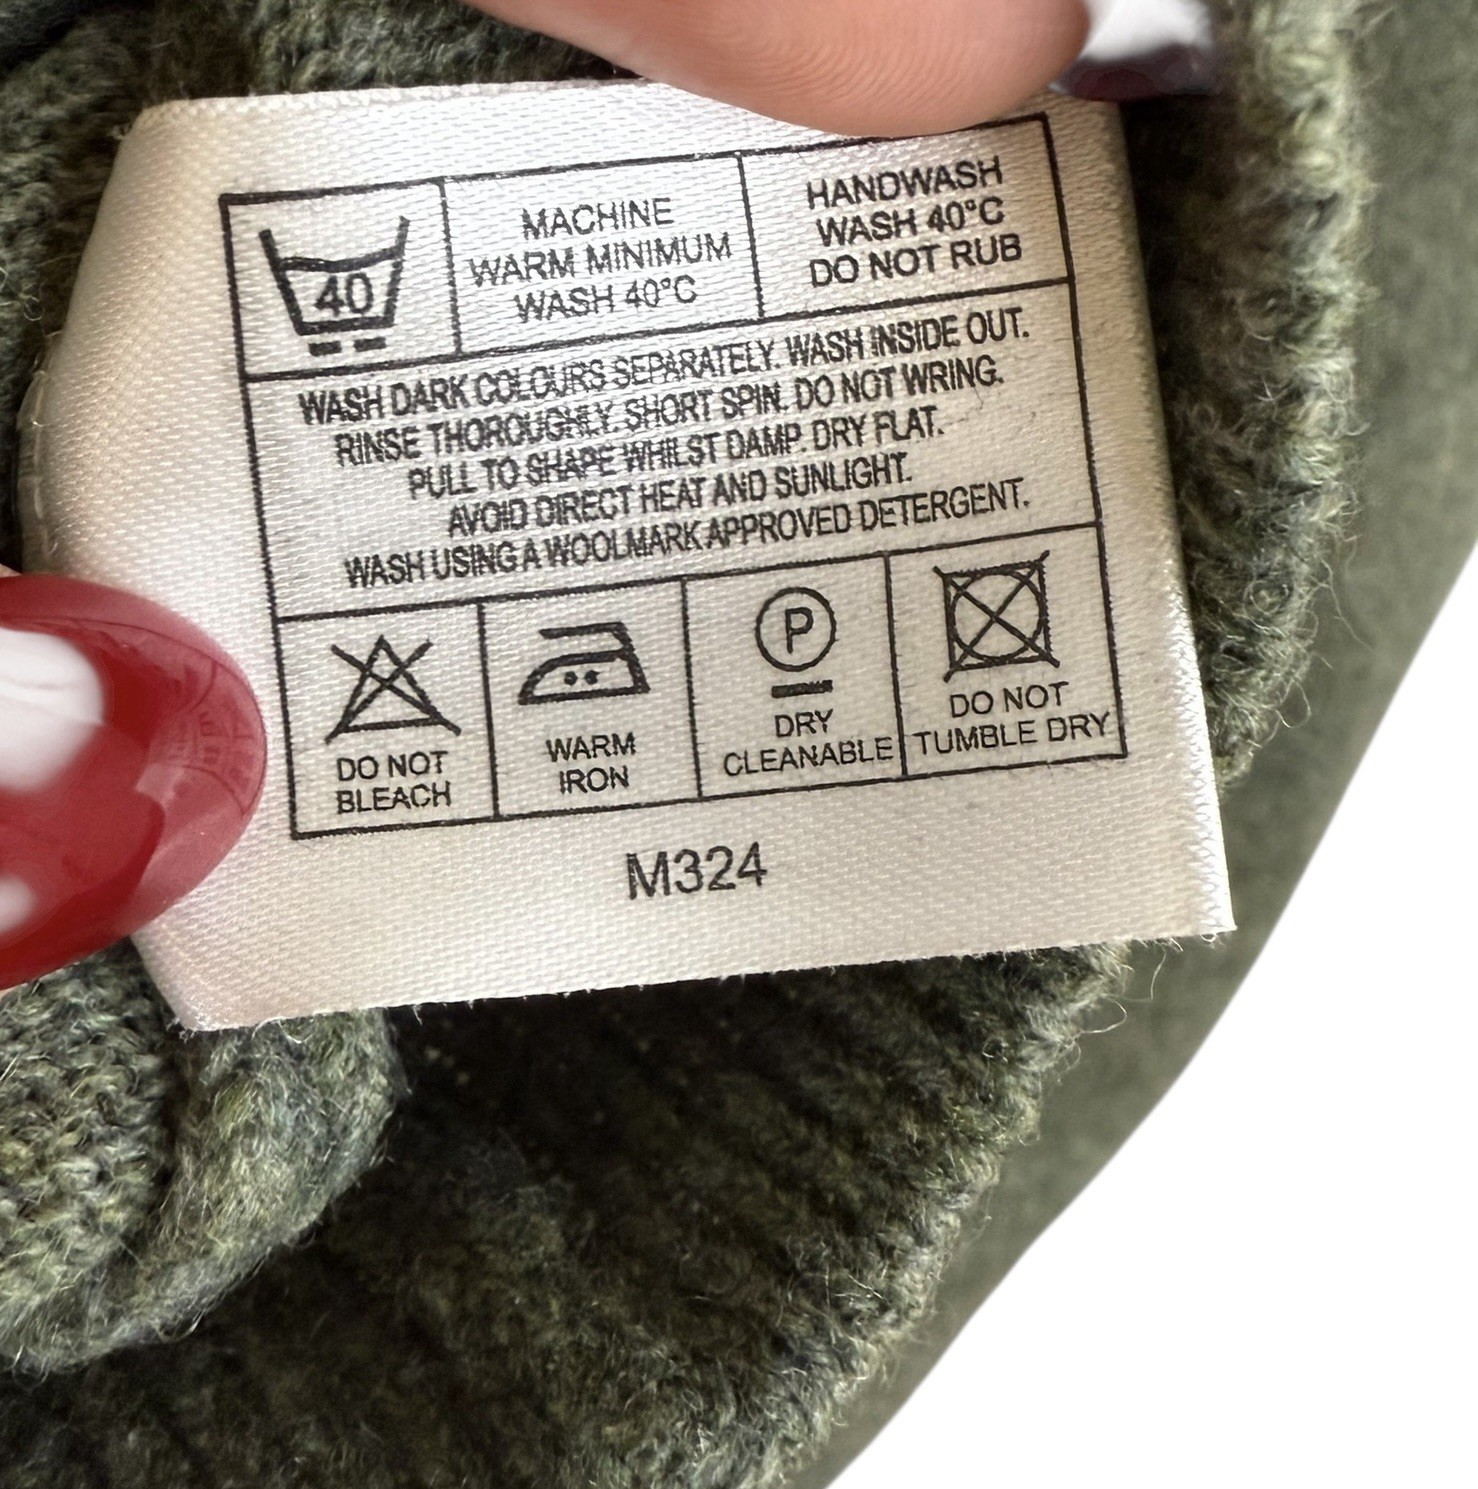 40
MACHINE
WARM MINIMUM
WASH 40°C
HANDWASH
WASH 40°C
DO NOT RUB
WASH DARK COLOURS SEPARATELY. WASH INSIDE OUT.
RINSE THOROUGHLY. SHORT SPIN. DO NOT WRING.
PULL TO SHAPE WHILST DAMP. DRY FLAT.
AVOID DIRECT HEAT AND SUNLIGHT.
WASH USING A WOOLMARK APPROVED DETERGENT.
DO NOT
BLEACH
WARM
IRON
P
DRY
CLEANABLE
DO NOT
TUMBLE DRY
M324